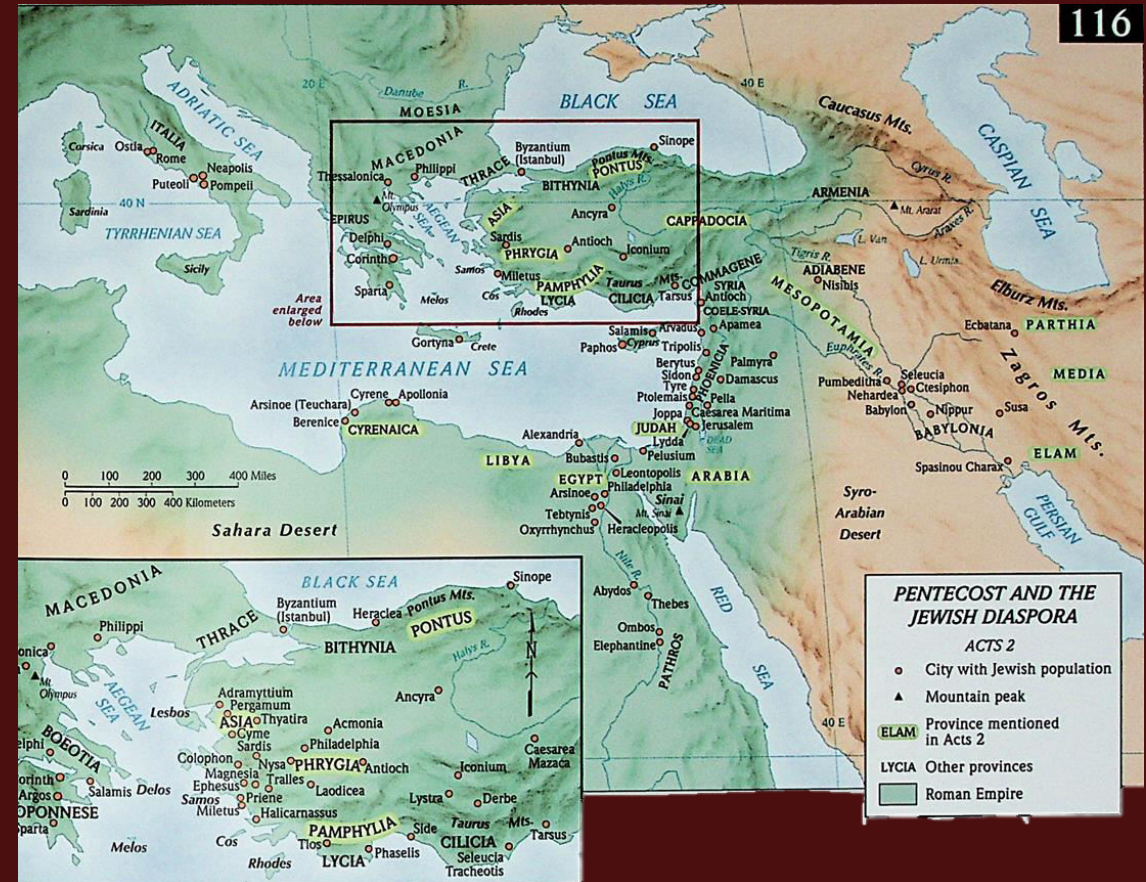 116
ADRIATIC SEA
20 E
Danube R.
MOESIA
BLACK SEA
40 E
Caucasus Mts.
CASPIAN SEA
Corsica
ITALIA
Ostia
Rome
Neapolis
Puteoli
Pompeii
Sardinia
40 N
TYRRHENIAN SEA
Sicily
MACEDONIA
Thessalonica
Philippi
THRACE
Byzantium
(Istanbul)
Pontus Mts.
PONTUS
Sinope
BITHYNIA
Halys R.
Mt.
Olympus
EPIRUS
AEGEAN SEA
ASIA
Ancyra
CAPPADOCIA
ARMENIA
Mt. Ararat
Cyrus R.
Araxes R.
Delphi
Corinth
Sparta
Sardis
PHRYGIA
Antioch
Iconium
Samos
Miletus
PAMPHYLIA
Taurus Mts.
COMMAGENE
Melos
Cos
LYCIA
CILICIA
Tarsus
Rhodes
SYRIA
Antioch
COELE-SYRIA
Tigris R.
ADIABENE
Nisibis
L. Van
L. Urmia
Elburz Mts.
MESOPOTAMIA
Area
enlarged
below
Gortyna
Crete
Salamis
Arvadus
Apamea
Paphos
Cyprus
Tripolis
Ecbatana
PARTHIA
MEDITERRANEAN SEA
PHOENICIA
Palmyra
Euphrates R.
Zagros Mts.
MEDIA
Berytus
Sidon
Damascus
Tyre
Ptolemais
Pella
Pumbeditha
Seleucia
Ctesiphon
Nehardea
Babylon
Nippur
Susa
Cyrene
Apollonia
Arsinoe (Teuchara)
Berenice
CYRENAICA
Joppa
Caesarea Maritima
JUDAH
Jerusalem
Lydda
DEAD
SEA
BABYLONIA
Alexandria
Pelusium
LIBYA
Bubastis
Spasinou Charax
ELAM
Leontopolis
ARABIA
EGYPT
Philadelphia
Arsinoe
Sinai
Mt. Sinai
Tebtynis
Oxyrrhynchus
Heracleopolis
Syro-
Arabian
Desert
PERSIAN
GULF
0 100 200 400 Miles
0 100 200 400 Kilometers
Sahara Desert
Nile R.
Abydos
Thebes
RED SEA
Ombos
Elephantine
PATHROS
40 E
MACEDONIA
BLACK SEA
Sinope
Philippi
THRACE
Byzantium
(Istanbul)
Heraclea
Pontus Mts.
PONTUS
BITHYNIA
Halys R.
N
onica
Mt.
Olympus
AEGEAN
SEA
Lesbos
Adramyttium
Pergamum
ASIA
Thyatira
Cyme
Ancyra
Acmonia
BOEOTIA
elphi
Sardis
Philadelphia
Caesarea
Mazaca
Colophon
Nysa
PHRYGIA
Antioch
Iconium
orinth
Magnesia
Tralles
Argos
Salamis
Delos
Ephesus
Laodicea
Samos
Priene
Lystra
Derbe
OPONNESE
Miletus
Halicarnassus
parta
PAMPHYLIA
Side
Taurus Mts.
Tarsus
Melos
Cos
Tlos
CILICIA
Rhodes
LYCIA
Phaselis
Seleucia
Tracheotis
PENTECOST AND THE
JEWISH DIASPORA
ACTS 2
City with Jewish population
Mountain peak
ELAM Province mentioned
in Acts 2
LYCIA Other provinces
Roman Empire